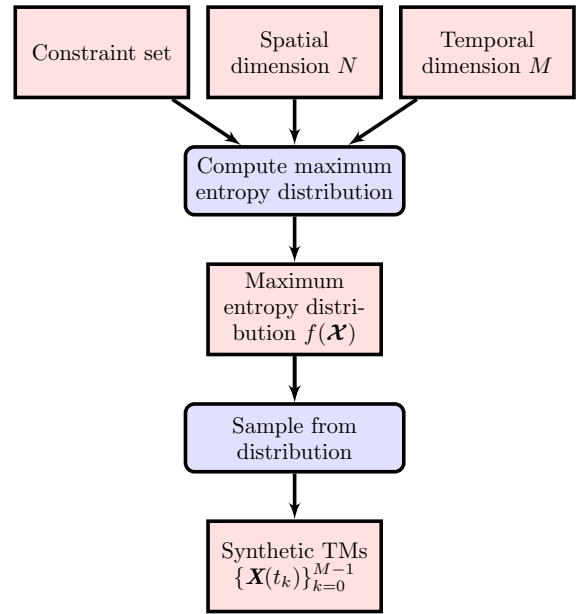 Constraint set
Spatial
dimension N
Temporal
dimension M
Compute maximum
entropy distribution
Maximum
entropy distri-
bution f(𝓧)
Sample from
distribution
Synthetic TMs
{X(t_k)}_{k=0}^{M−1}